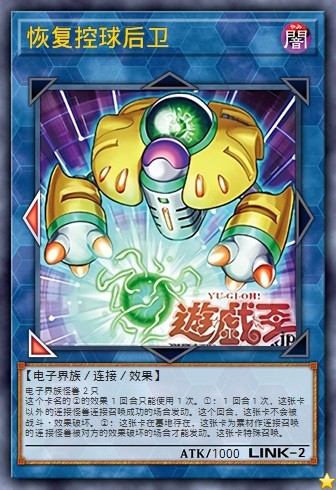 恢复控球后卫
闇
YU-GI-OH!
遊戯王
.jp
【电子界族／连接／效果】
电子界族怪兽２只
这个卡名的②的效果１回合只能使用１次。①：１回合１次，这张卡
以外的连接怪兽连接召唤成功的场合发动。这个回合，这张卡不会被
战斗·效果破坏。②：这张卡在墓地存在，这张卡为素材作连接召唤
的连接怪兽被对方的效果破坏的场合才能发动。这张卡特殊召唤。
ATK/1000 LINK-2